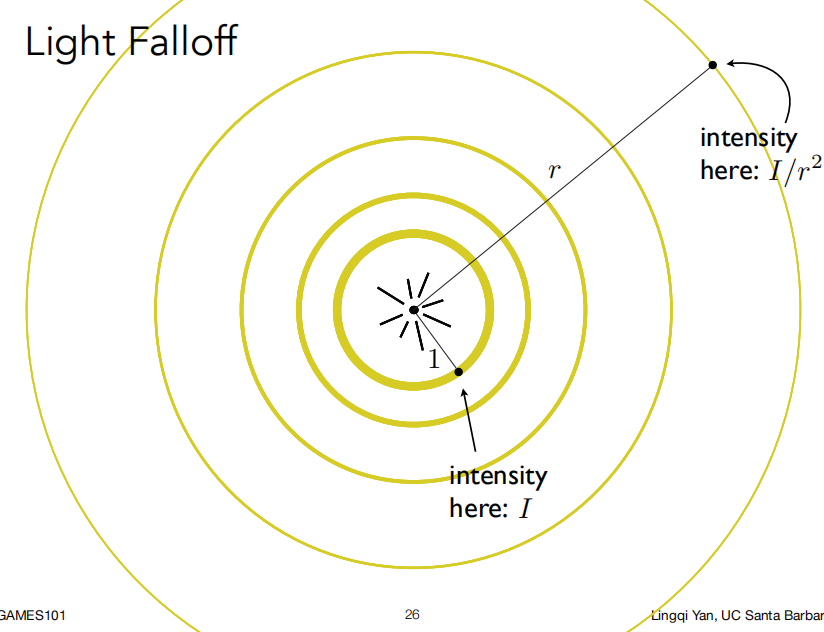 Light Falloff
intensity
here: I/r²
r
1
intensity
here: I
GAMES101
26
Lingqi Yan, UC Santa Barbar